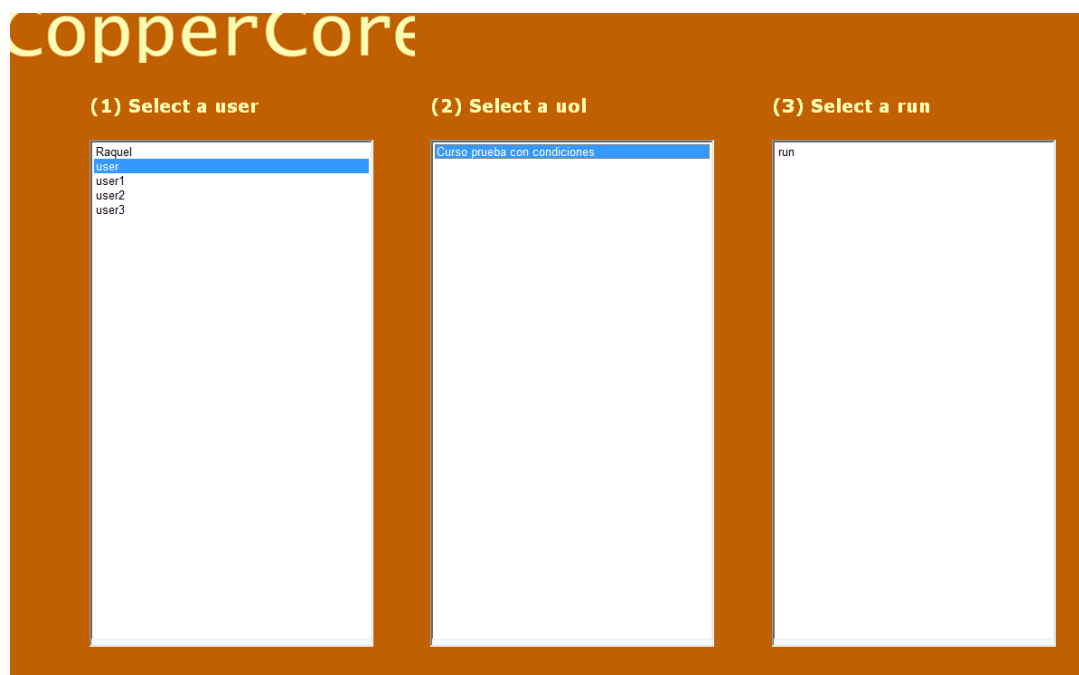 CopperCore
(1) Select a user
(2) Select a uol
(3) Select a run
Raquel
user
user1
user2
user3
Curso prueba con condiciones
run